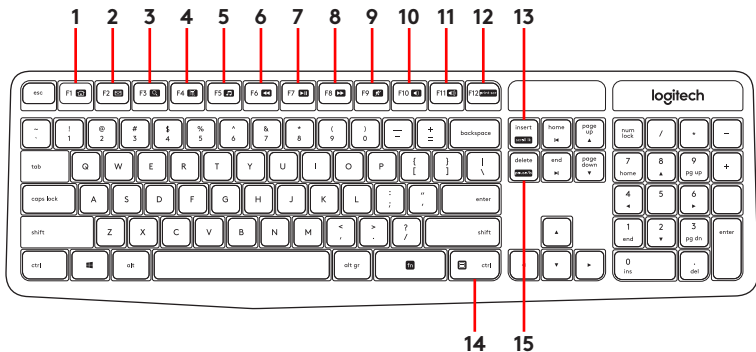 1 2 3 4 5 6 7 8 9 10 11 12 13
esc F1 F2 F3 F4 F5 F6 F7 F8 F9 F10 F11 F12
logitech
~ ! @ # $ % ^ & * ( ) — + backspace insert home page up num lock / * −
1 2 3 4 5 6 7 8 9 0 =
tab Q W E R T Y U I O P { } | delete end page down 7 8 9 +
[ ] \ home ▲ pg up
caps lock A S D F G H J K L : " enter 4 5 6
; ' ◄ ►
shift Z X C V B N M < > ? shift ▲ 1 2 3 enter
, . / end ▼ pg dn
ctrl alt alt gr fn ctrl ▼ ► 0 .
ins del
14 15